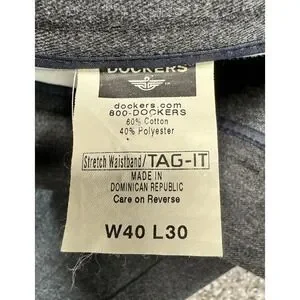 DOCKERS
dockers.com
800-DOCKERS
60% Cotton
40% Polyester
Stretch Waistband/TAG-IT
MADE IN
DOMINICAN REPUBLIC
Care on Reverse
W40 L30